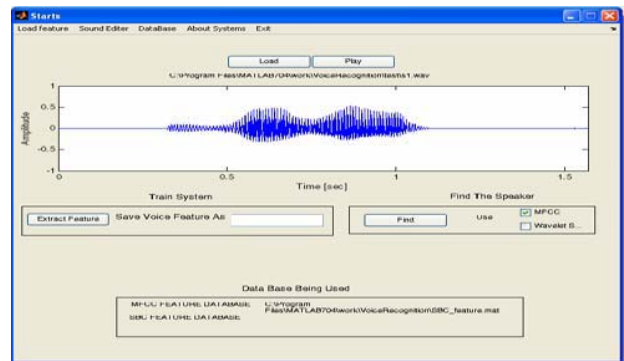 Starts
Load feature Sound Editor DataBase About Systems Exit
Load Play
C:\Program Files\MATLAB704\work\VoiceRecognition\test\s1.wav
1
0.5
0
-0.5
-1
Amplitude
0 0.5 1 1.5
Time [sec]
Train System Find The Speaker
Extract Feature Save Voice Feature As
Find Use MFCC
Wavelet S...
Data Base Being Used
MFCC FEATURE DATABASE C:\Program
Files\MATLAB704\work\VoiceRecognition\SBC_feature.mat
SBC FEATURE DATABASE